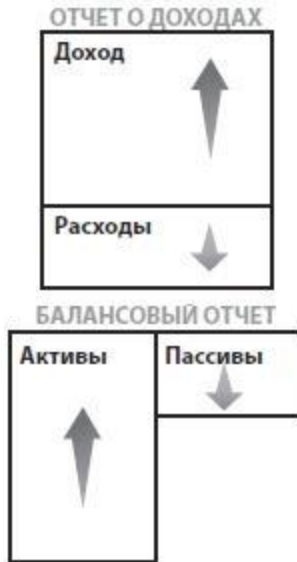 ОТЧЕТ О ДОХОДАХ
Доход
Расходы
БАЛАНСОВЫЙ ОТЧЕТ
Активы
Пассивы